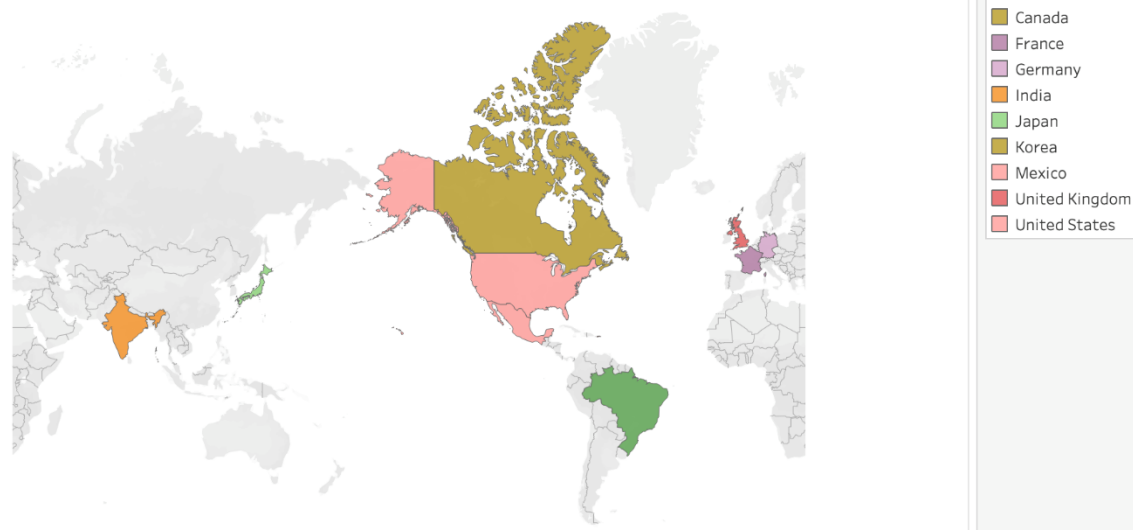 Canada
France
Germany
India
Japan
Korea
Mexico
United Kingdom
United States